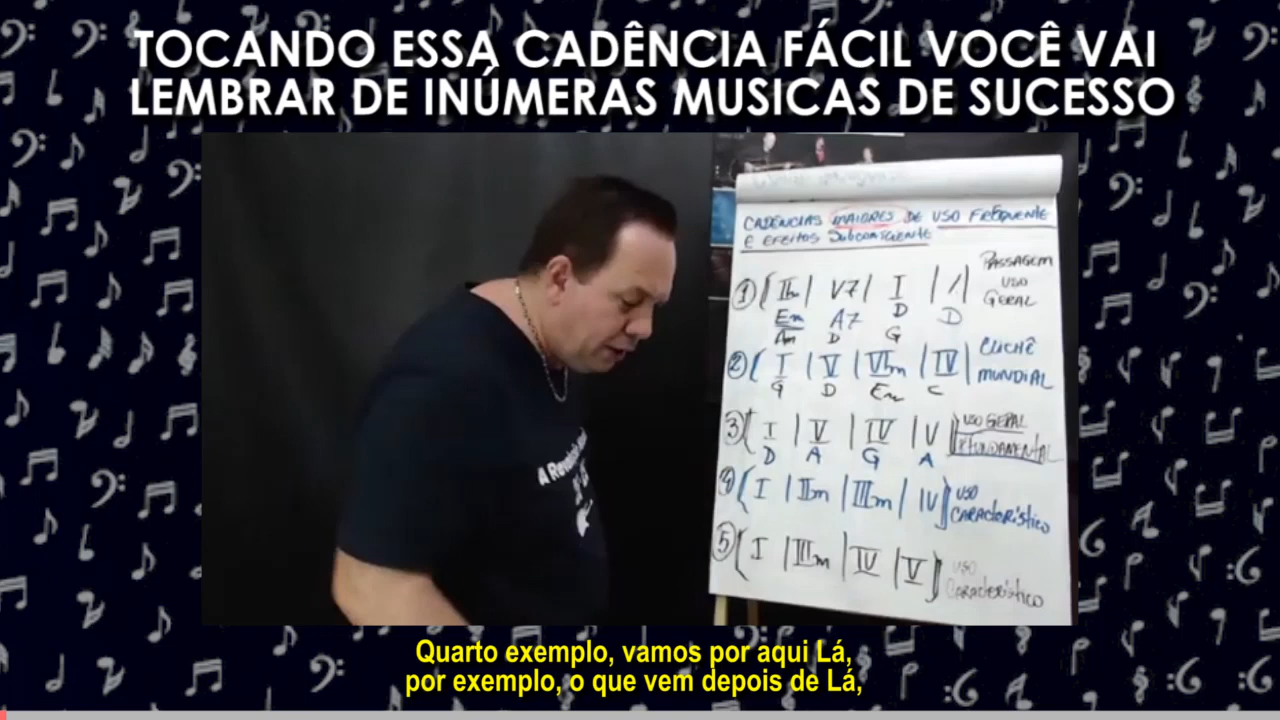 TOCANDO ESSA CADÊNCIA FÁCIL VOCÊ VAI
LEMBRAR DE INÚMERAS MUSICAS DE SUCESSO
CADÊNCIAS MAIORES DE USO FREQUENTE
E EFEITOS SUBCONSCIENTE
① | IIm | V7 | I | ٪ | PASSAGEM USO GERAL
Em A7 D D
Am D G
② | I | V | VIm | IV | CLICHÊ MUNDIAL
G D Em C
③ | I | V | IV | V | USO GERAL FUNDAMENTAL
D A G A
④ | I | IIm | IIIm | IV | USO CARACTERÍSTICO
⑤ | I | IIIm | IV | V | USO CARACTERÍSTICO
A Revolução
Quarto exemplo, vamos por aqui Lá,
por exemplo, o que vem depois de Lá,